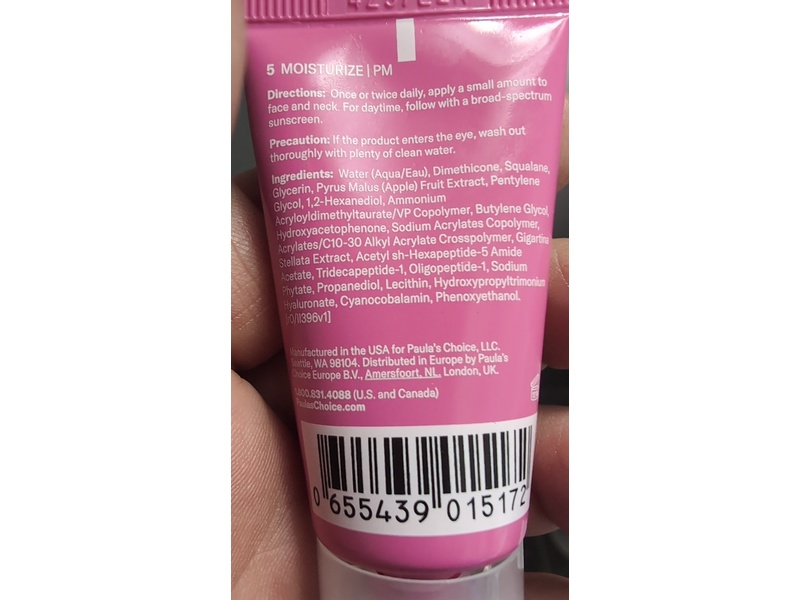 5 MOISTURIZE | PM
Directions: Once or twice daily, apply a small amount to
face and neck. For daytime, follow with a broad-spectrum
sunscreen.
Precaution: If the product enters the eye, wash out
thoroughly with plenty of clean water.
Ingredients: Water (Aqua/Eau), Dimethicone, Squalane,
Glycerin, Pyrus Malus (Apple) Fruit Extract, Pentylene
Glycol, 1,2-Hexanediol, Ammonium
Acryloyldimethyltaurate/VP Copolymer, Butylene Glycol,
Hydroxyacetophenone, Sodium Acrylates Copolymer,
Acrylates/C10-30 Alkyl Acrylate Crosspolymer, Gigartina
Stellata Extract, Acetyl sh-Hexapeptide-5 Amide
Acetate, Tridecapeptide-1, Oligopeptide-1, Sodium
Phytate, Propanediol, Lecithin, Hydroxypropyltrimonium
Hyaluronate, Cyanocobalamin, Phenoxyethanol.
Manufactured in the USA for Paula's Choice, LLC.
Seattle, WA 98104. Distributed in Europe by Paula's
Choice Europe B.V., Amersfoort, NL. London, UK.
1.000.831.4088 (U.S. and Canada)
PaulasChoice.com
0 655439 015172